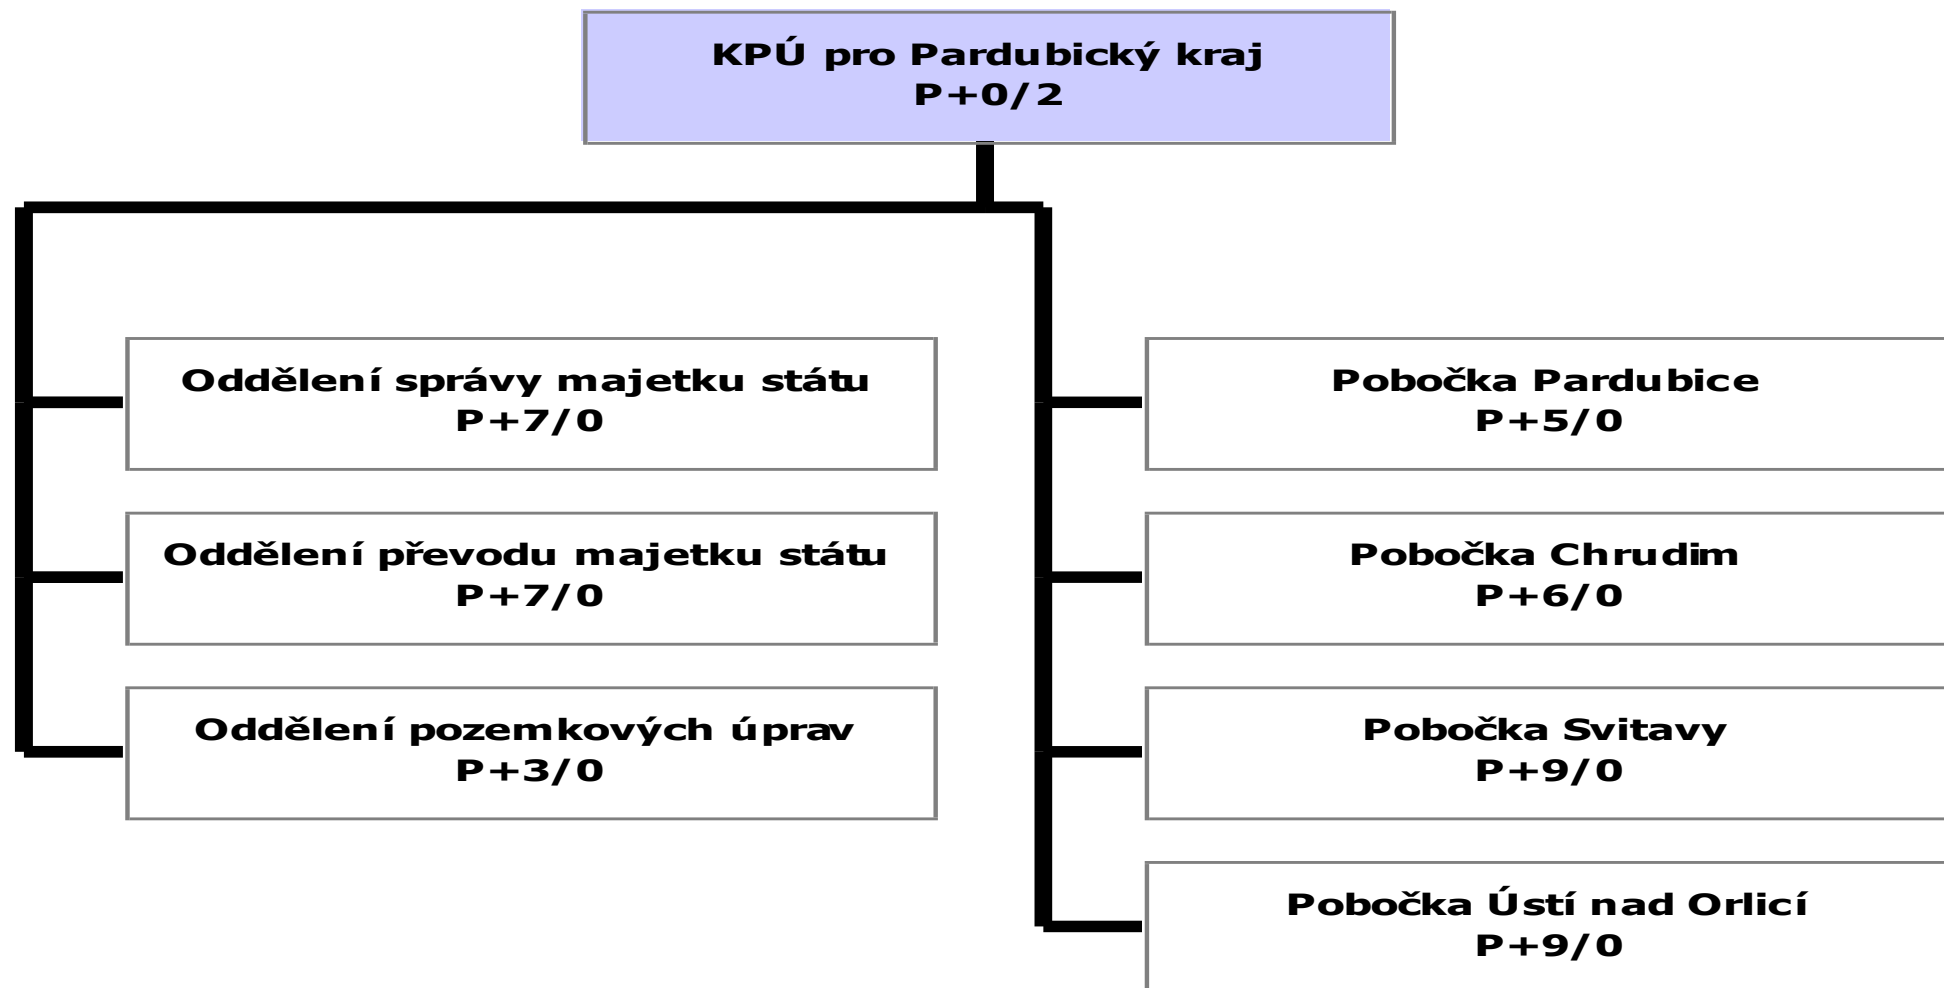 KPÚ pro Pardubický kraj
P+0/2
Oddělení správy majetku státu
P+7/0
Oddělení převodu majetku státu
P+7/0
Oddělení pozemkových úprav
P+3/0
Pobočka Pardubice
P+5/0
Pobočka Chrudim
P+6/0
Pobočka Svitavy
P+9/0
Pobočka Ústí nad Orlicí
P+9/0